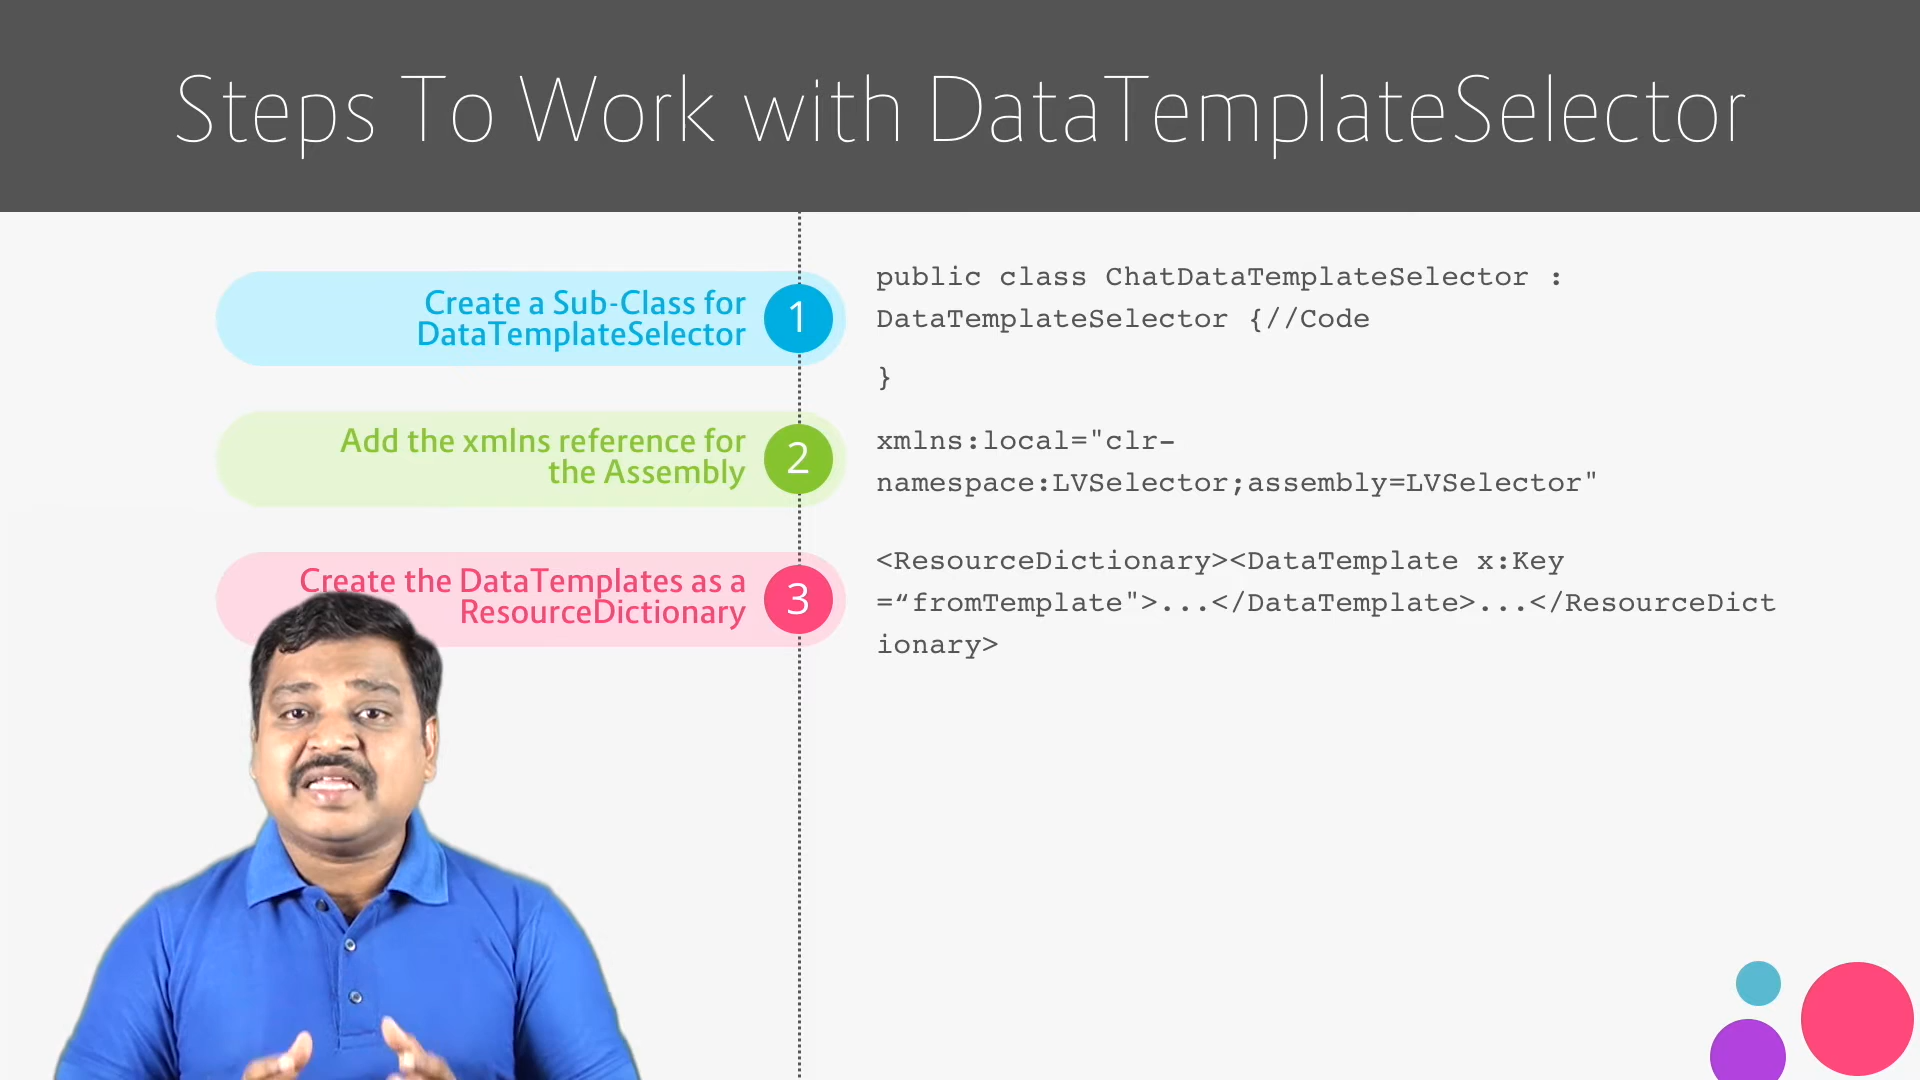 Steps To Work with DataTemplateSelector
Create a Sub-Class for
DataTemplateSelector
1
public class ChatDataTemplateSelector :
DataTemplateSelector {//Code
}
Add the xmlns reference for
the Assembly
2
xmlns:local="clr-
namespace:LVSelector;assembly=LVSelector"
Create the DataTemplates as a
ResourceDictionary
3
<ResourceDictionary><DataTemplate x:Key
=“fromTemplate">...</DataTemplate>...</ResourceDict
ionary>